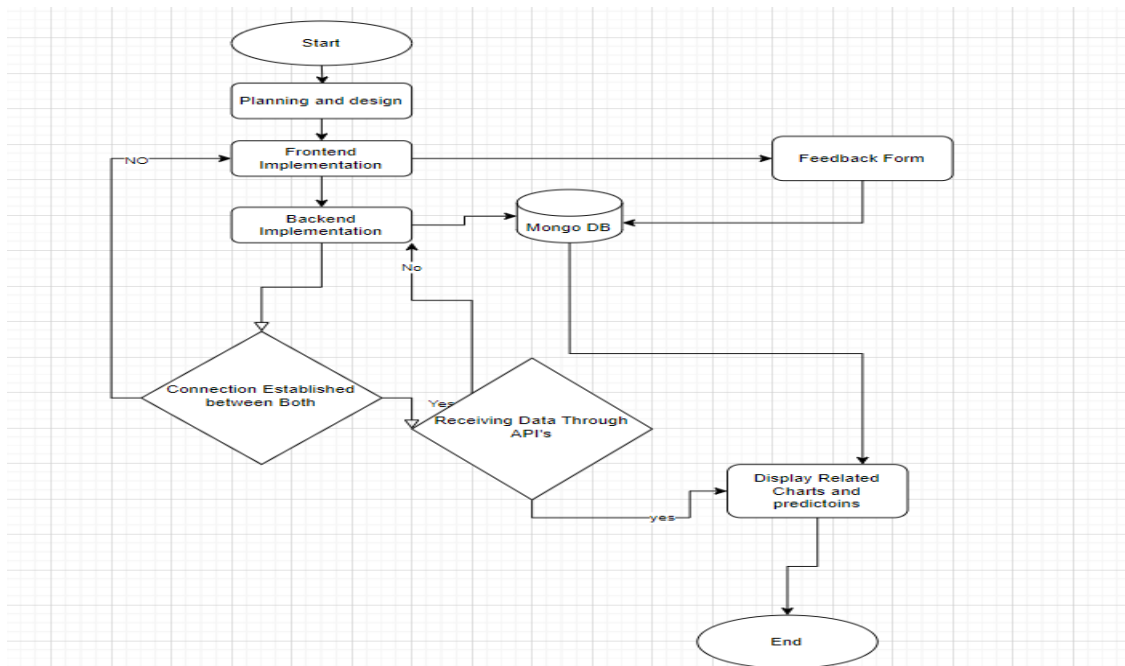 Start
Planning and design
Frontend
Implementation
NO
Feedback Form
Backend
Implementation
Mongo DB
No
Connection Established
between Both
Yes
Receiving Data Through
API's
Display Related
Charts and
predictoins
yes
End